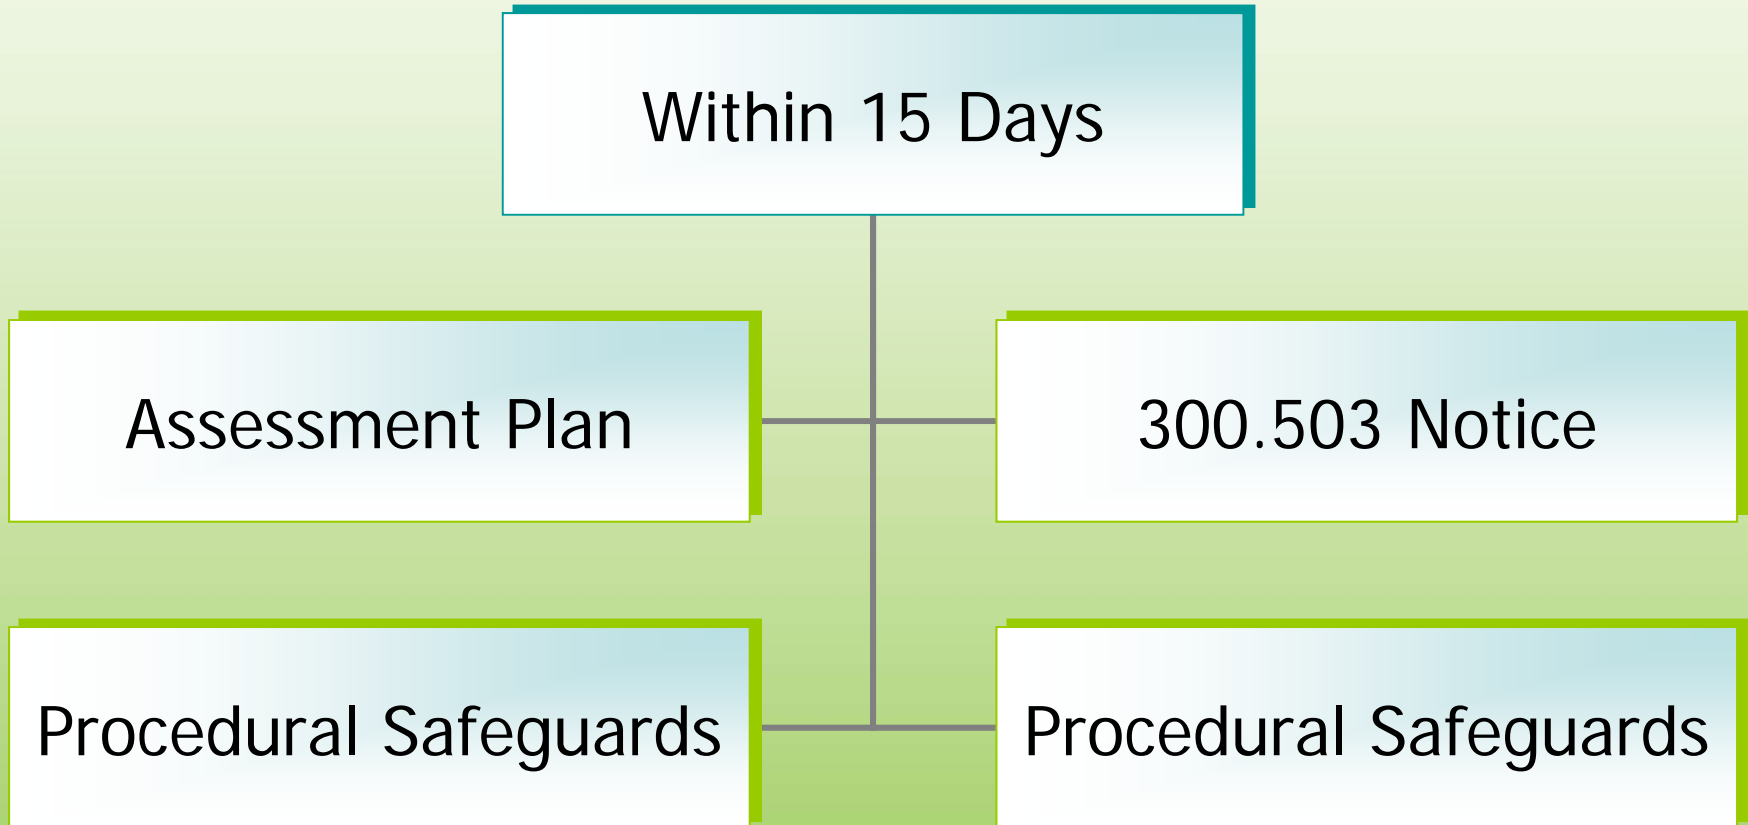 Within 15 Days
Assessment Plan
300.503 Notice
Procedural Safeguards
Procedural Safeguards